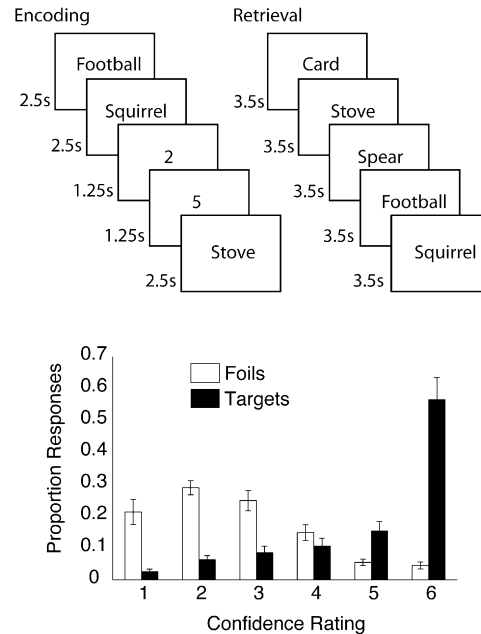 Encoding
Football
2.5s
Squirrel
2.5s
2
1.25s
5
1.25s
Stove
2.5s
Retrieval
Card
3.5s
Stove
3.5s
Spear
3.5s
Football
3.5s
Squirrel
3.5s
Proportion Responses
0.7
0.6
0.5
0.4
0.3
0.2
0.1
0
Foils
Targets
1 2 3 4 5 6
Confidence Rating